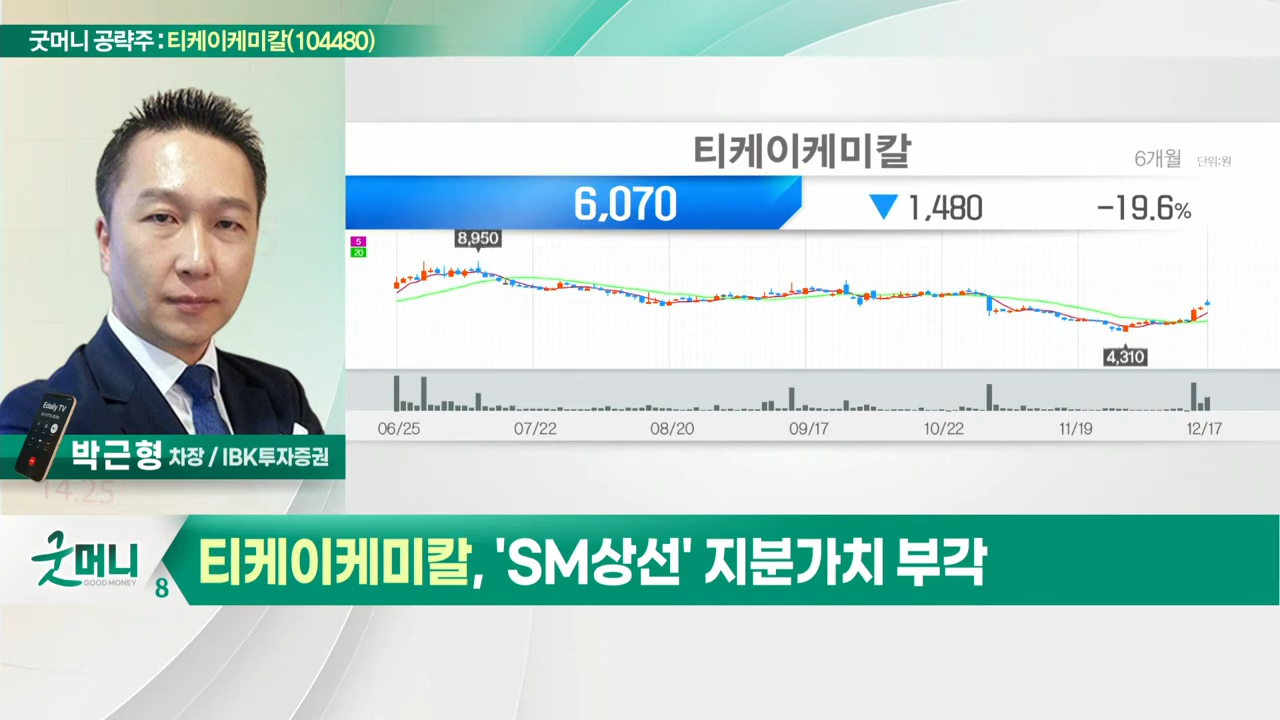 굿머니 공략주 : 티케이케미칼(104480)
티케이케미칼
6개월 단위:원
6,070 ▼ 1,480 -19.6%
5
20
8,950
4,310
06/25 07/22 08/20 09/17 10/22 11/19 12/17
Edaily TV
박근형 차장 / IBK투자증권
14.25
굿머니
GOOD MONEY
8
티케이케미칼, 'SM상선' 지분가치 부각